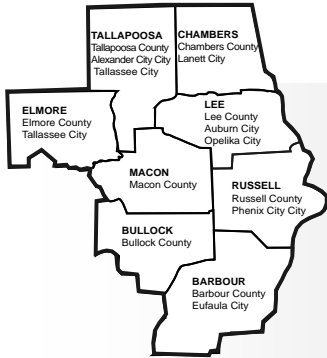 TALLAPOOSA
Tallapoosa County
Alexander City City
Tallassee City
CHAMBERS
Chambers County
Lanett City
ELMORE
Elmore County
Tallassee City
LEE
Lee County
Auburn City
Opelika City
MACON
Macon County
RUSSELL
Russell County
Phenix City City
BULLOCK
Bullock County
BARBOUR
Barbour County
Eufaula City